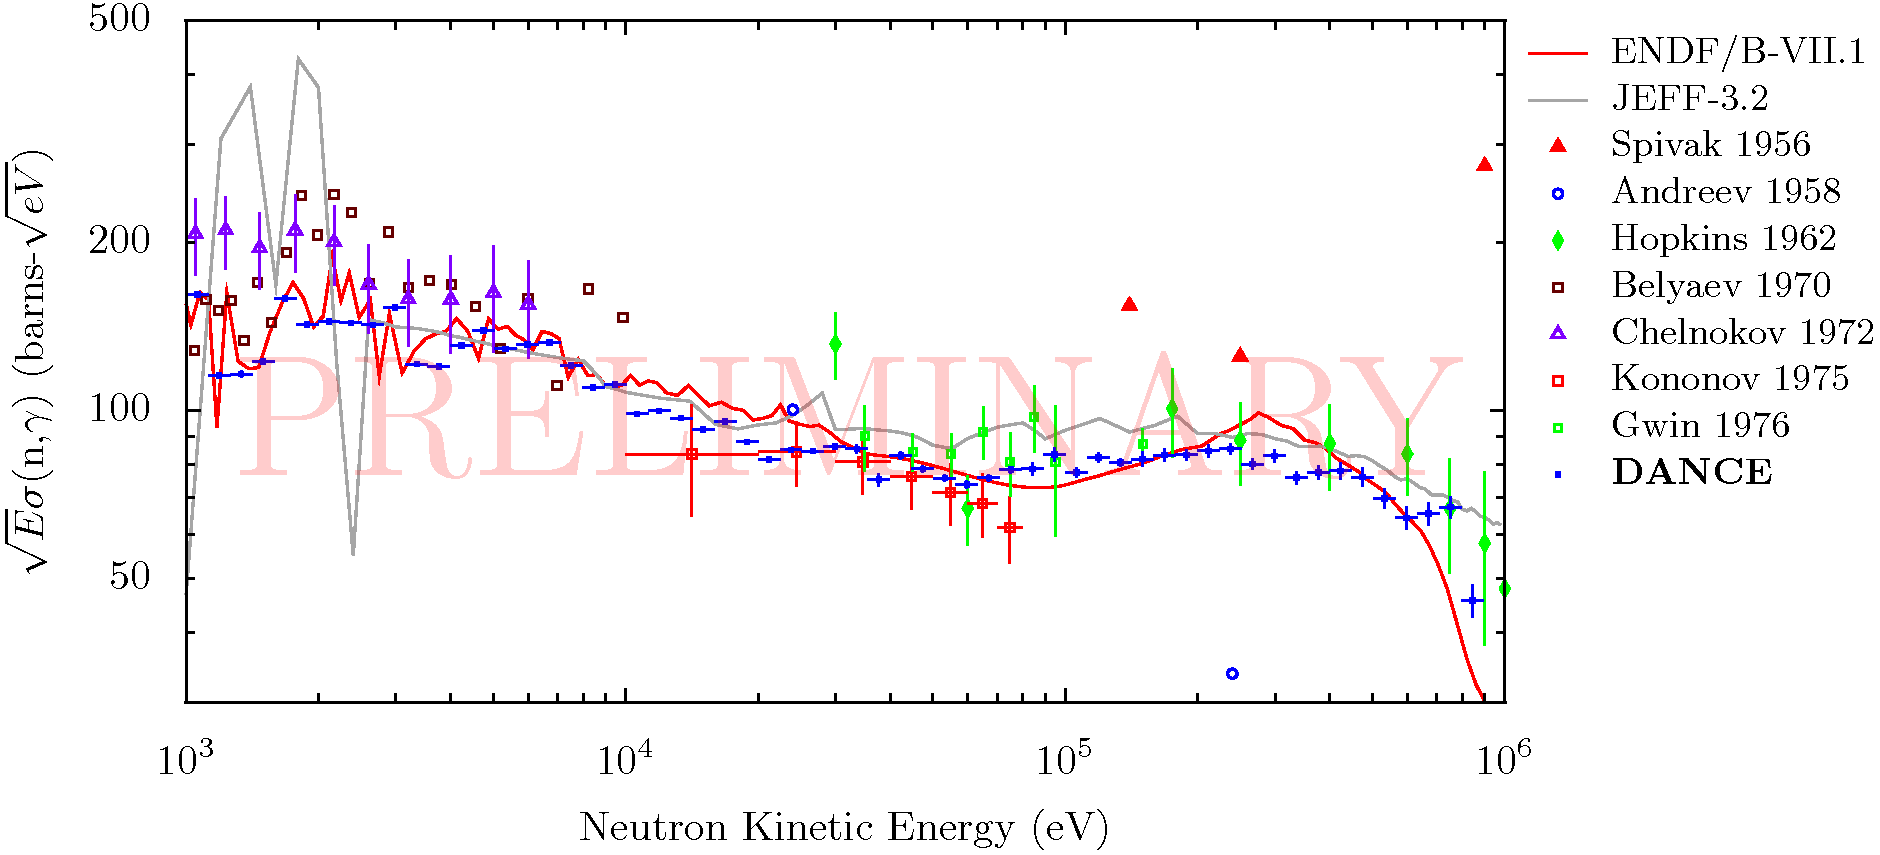 500
200
100
50
√Eσ(n,γ) (barns-√eV)
10³
10⁴
10⁵
10⁶
Neutron Kinetic Energy (eV)
PRELIMINARY
ENDF/B-VII.1
JEFF-3.2
Spivak 1956
Andreev 1958
Hopkins 1962
Belyaev 1970
Chelnokov 1972
Kononov 1975
Gwin 1976
DANCE